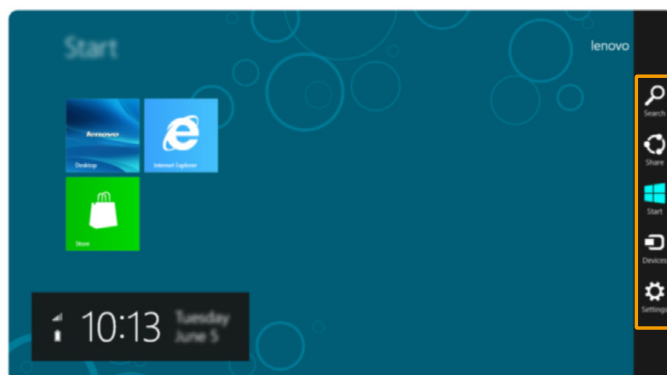 Start
lenovo
lenovo
Desktop
Internet Explorer
Store
Search
Share
Start
Devices
Settings
10:13
Tuesday
June 5